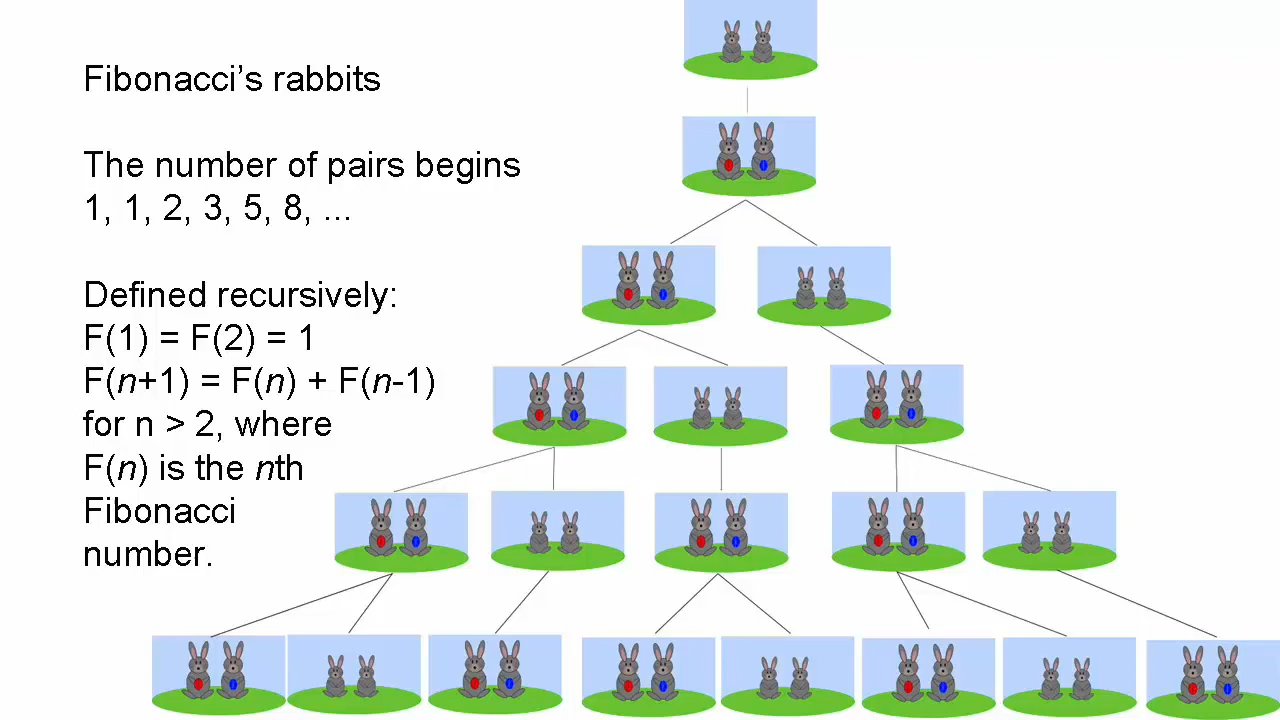 Fibonacci’s rabbits
The number of pairs begins
1, 1, 2, 3, 5, 8, ...
Defined recursively:
F(1) = F(2) = 1
F(n+1) = F(n) + F(n-1)
for n > 2, where
F(n) is the nth
Fibonacci
number.